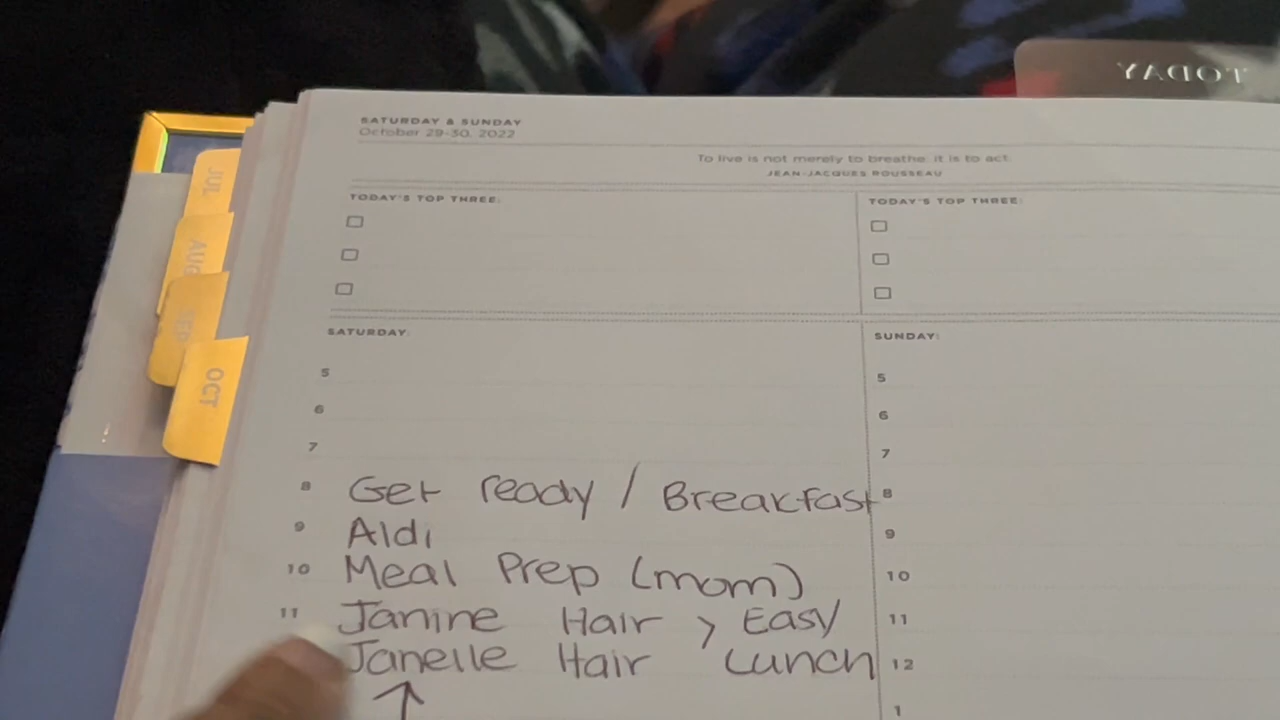 TODAY
SATURDAY & SUNDAY
October 29-30, 2022
To live is not merely to breathe, it is to act.
JEAN-JACQUES ROUSSEAU
TODAY'S TOP THREE:
TODAY'S TOP THREE:
JUL
AUG
SEP
OCT
SATURDAY:
5
6
7
8 Get ready / Breakfast
9 Aldi
10 Meal Prep (mom)
11 Janine Hair > Easy
Janelle Hair Lunch
↑
SUNDAY:
5
6
7
8
9
10
11
12
1